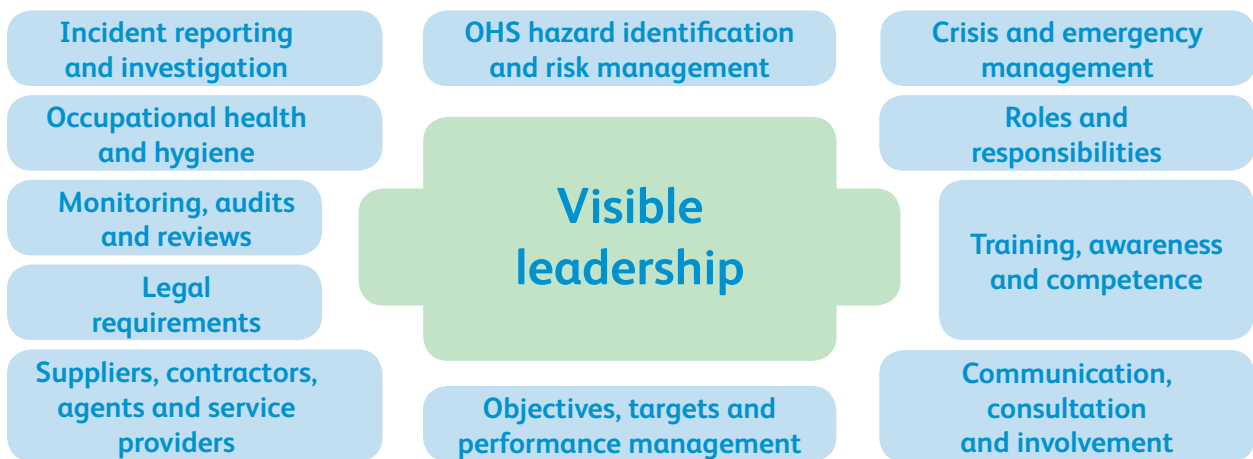 Incident reporting
and investigation
OHS hazard identification
and risk management
Crisis and emergency
management
Occupational health
and hygiene
Roles and
responsibilities
Monitoring, audits
and reviews
Visible
leadership
Training, awareness
and competence
Legal
requirements
Suppliers, contractors,
agents and service
providers
Objectives, targets and
performance management
Communication,
consultation
and involvement